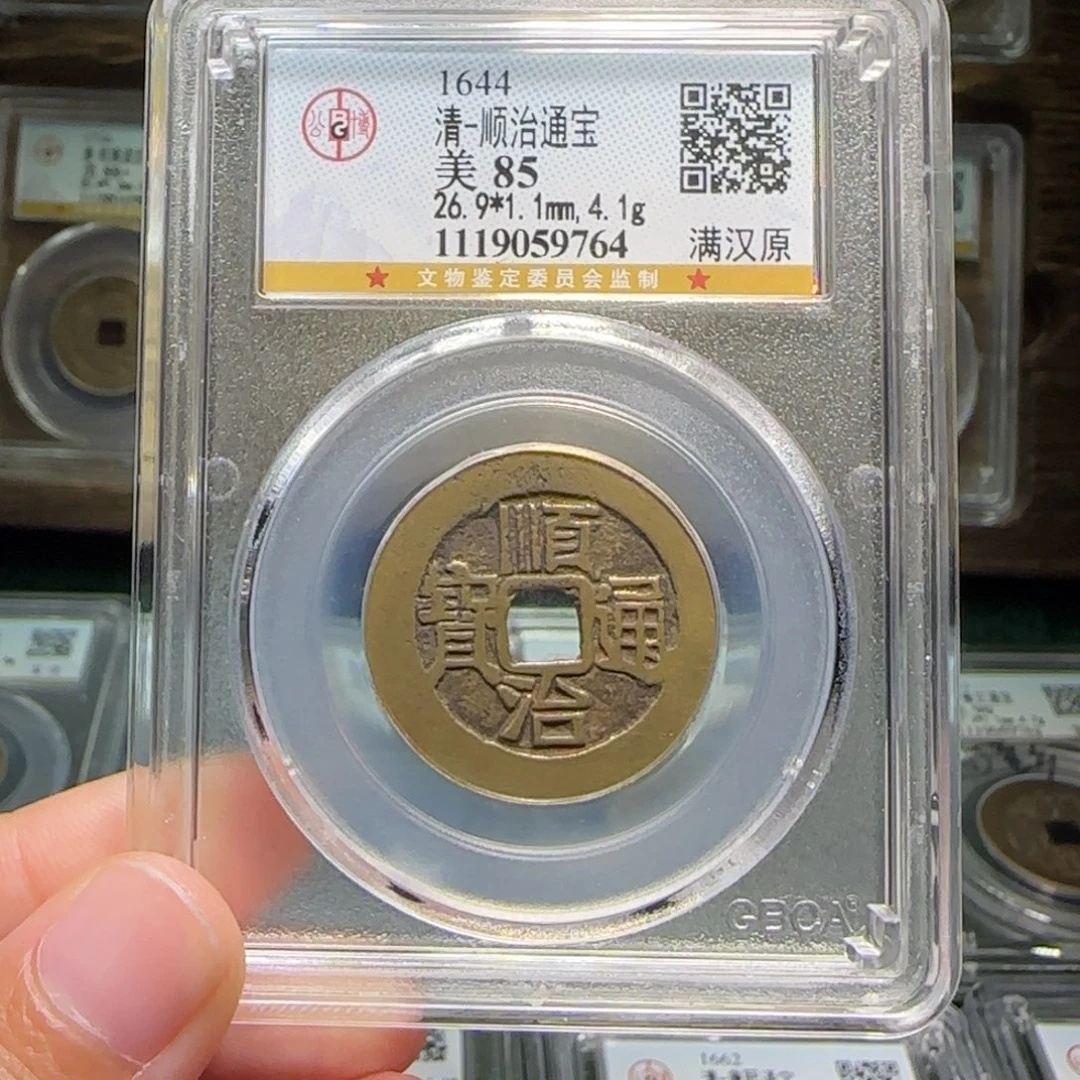 1644
清-顺治通宝
美 85
26.9*1.1mm, 4.1g
1119059764 满汉原
★ 文物鉴定委员会监制 ★
公 G 博
順
寶 通
治
GBCA®
1662